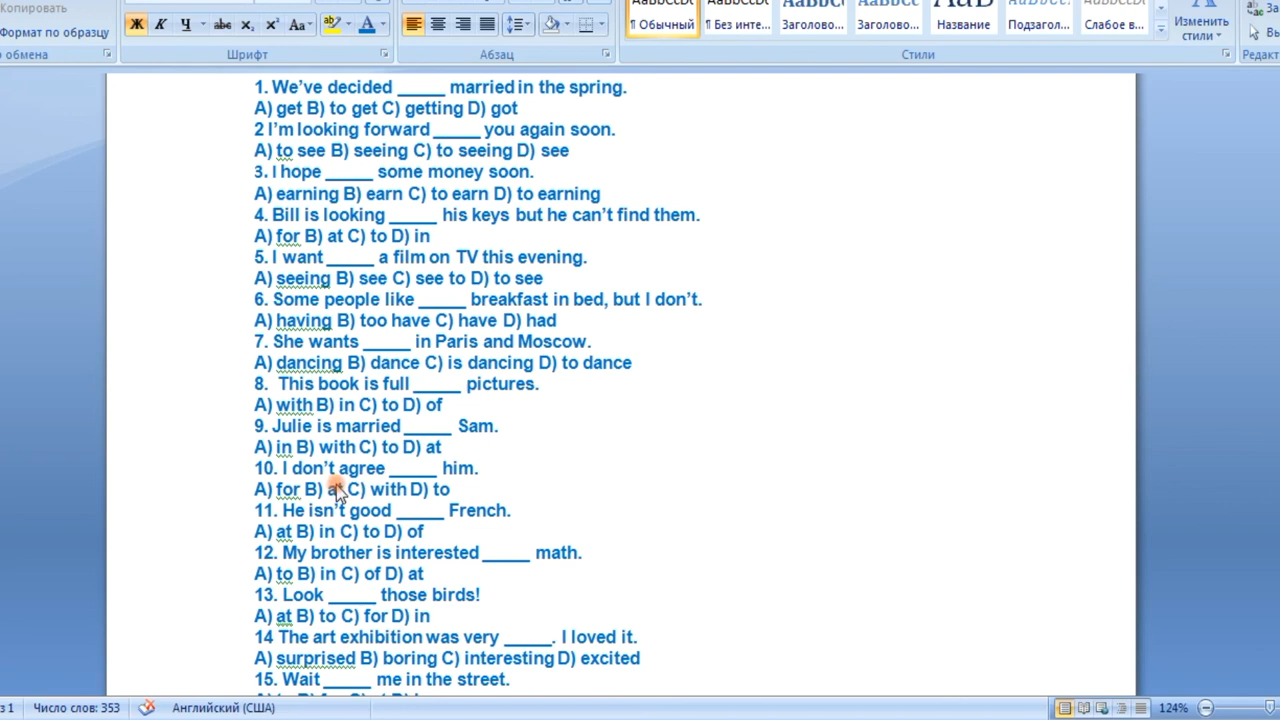 Копировать
Формат по образцу
о обмена
Шрифт
Абзац
¶ Обычный
¶ Без инте...
Заголово...
Заголово...
Название
Подзагол...
Слабое в...
Изменить
стили
Стили
Редакт
1. We’ve decided _____ married in the spring.
A) get B) to get C) getting D) got
2 I’m looking forward _____ you again soon.
A) to see B) seeing C) to seeing D) see
3. I hope _____ some money soon.
A) earning B) earn C) to earn D) to earning
4. Bill is looking _____ his keys but he can’t find them.
A) for B) at C) to D) in
5. I want _____ a film on TV this evening.
A) seeing B) see C) see to D) to see
6. Some people like _____ breakfast in bed, but I don’t.
A) having B) too have C) have D) had
7. She wants _____ in Paris and Moscow.
A) dancing B) dance C) is dancing D) to dance
8. This book is full _____ pictures.
A) with B) in C) to D) of
9. Julie is married _____ Sam.
A) in B) with C) to D) at
10. I don’t agree _____ him.
A) for B) at C) with D) to
11. He isn’t good _____ French.
A) at B) in C) to D) of
12. My brother is interested _____ math.
A) to B) in C) of D) at
13. Look _____ those birds!
A) at B) to C) for D) in
14 The art exhibition was very _____. I loved it.
A) surprised B) boring C) interesting D) excited
15. Wait _____ me in the street.
з 1 Число слов: 353 Английский (США) 124%